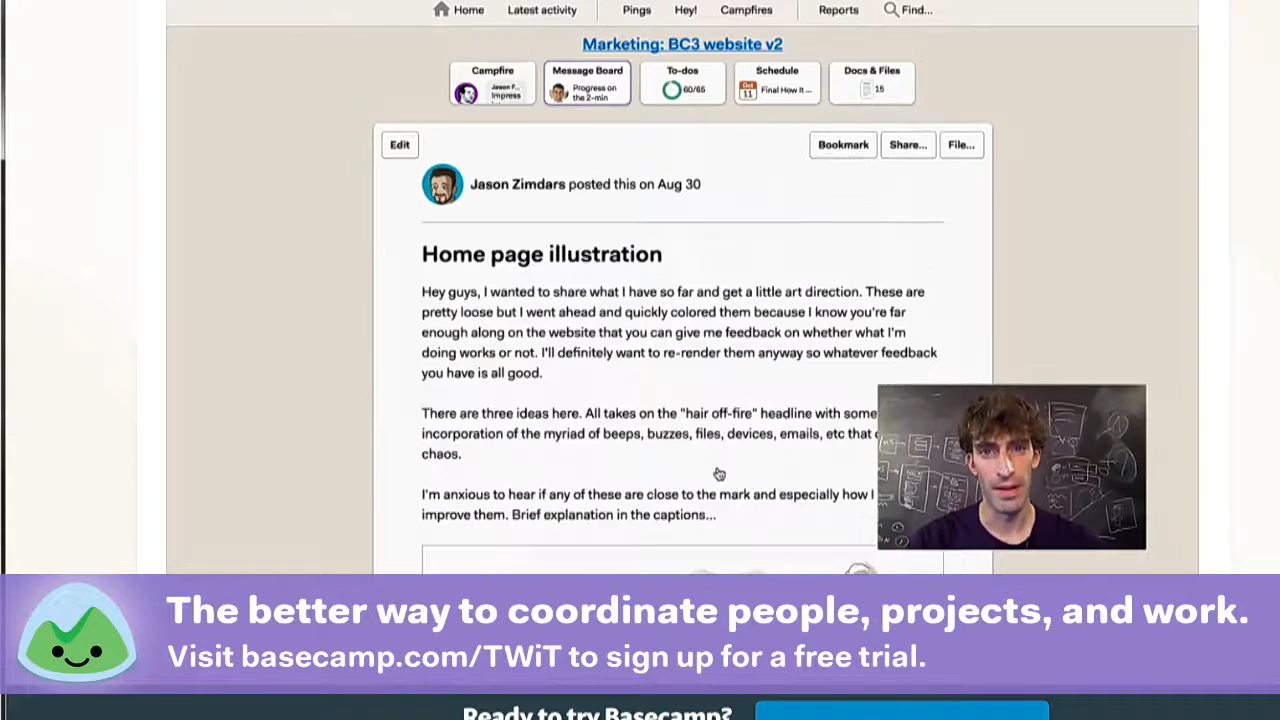 Home Latest activity Pings Hey! Campfires Reports Find...
Marketing: BC3 website v2
Campfire Message Board To-dos Schedule Docs & Files
Jason F... Impress
Progress on the 2-min
60/65
Oct 11 Final How It ...
15
Edit Bookmark Share... File...
Jason Zimdars posted this on Aug 30
Home page illustration
Hey guys, I wanted to share what I have so far and get a little art direction. These are
pretty loose but I went ahead and quickly colored them because I know you're far
enough along on the website that you can give me feedback on whether what I'm
doing works or not. I'll definitely want to re-render them anyway so whatever feedback
you have is all good.
There are three ideas here. All takes on the "hair off-fire" headline with some
incorporation of the myriad of beeps, buzzes, files, devices, emails, etc that
chaos.
I'm anxious to hear if any of these are close to the mark and especially how I
improve them. Brief explanation in the captions...
The better way to coordinate people, projects, and work.
Visit basecamp.com/TWiT to sign up for a free trial.
Ready to try Basecamp?